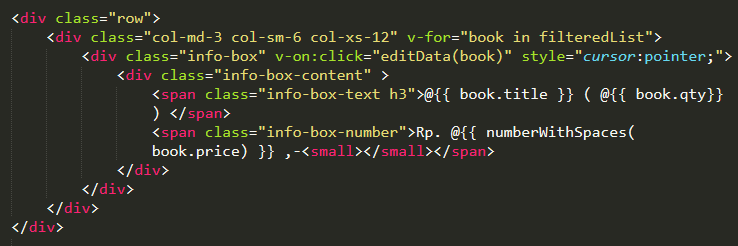 <div class="row">
<div class="col-md-3 col-sm-6 col-xs-12" v-for="book in filteredList">
<div class="info-box" v-on:click="editData(book)" style="cursor:pointer;">
<div class="info-box-content" >
<span class="info-box-text h3">@{{ book.title }} ( @{{ book.qty}}
) </span>
<span class="info-box-number">Rp. @{{ numberWithSpaces(
book.price) }} ,-<small></small></span>
</div>
</div>
</div>
</div>